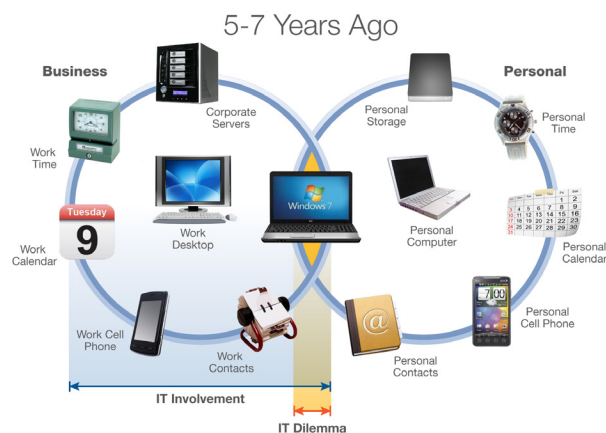 5-7 Years Ago
Business
Personal
Corporate
Servers
Personal
Storage
Personal
Time
Work
Time
Windows 7
Tuesday
9
Work
Desktop
Personal
Computer
Work
Calendar
Personal
Calendar
7:00
@
Work Cell
Phone
Work
Contacts
Personal
Contacts
Personal
Cell Phone
IT Involvement
IT Dilemma